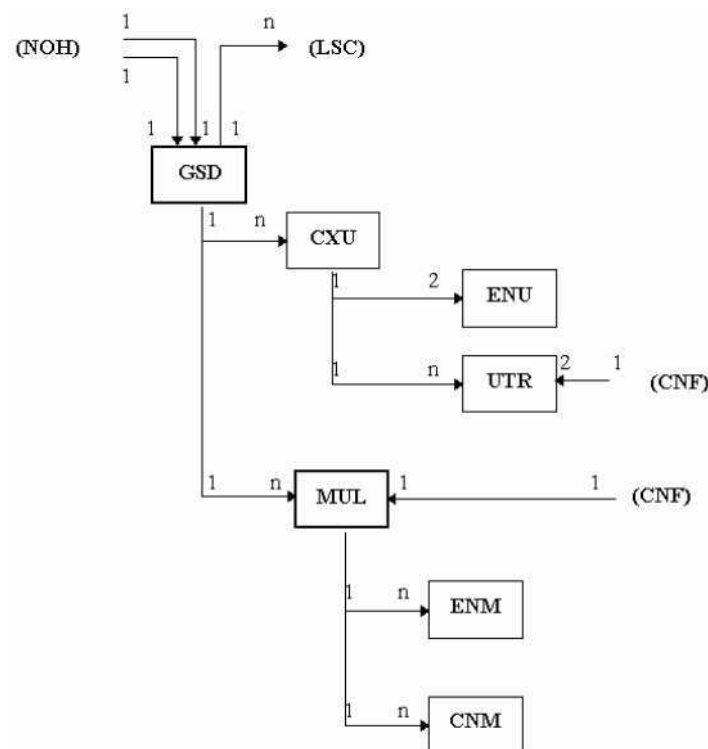 1 n
(NOH) (LSC)
1
1 1 1
GSD
1 n
CXU
1 2
ENU
1 n UTR 2 1
(CNF)
1 n MUL 1 1 (CNF)
1 n ENM
1 n CNM